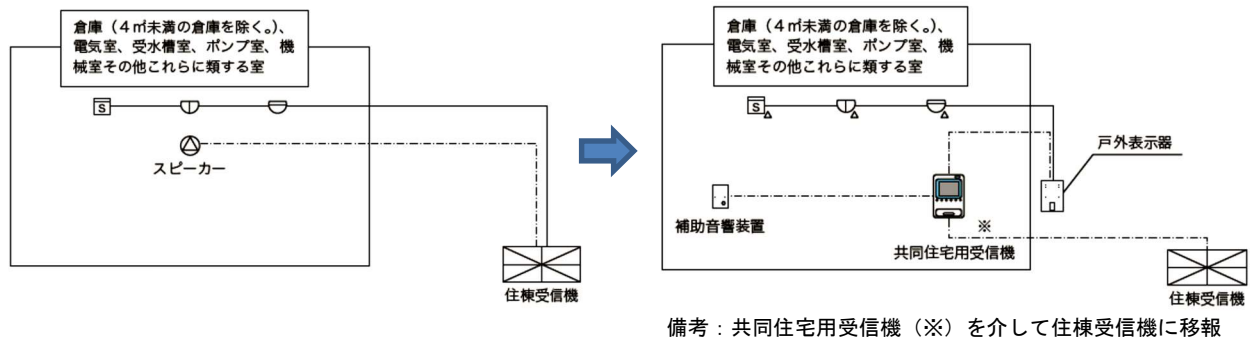 倉庫（４㎡未満の倉庫を除く。）、
電気室、受水槽室、ポンプ室、機
械室その他これらに類する室
S
スピーカー
住棟受信機
倉庫（４㎡未満の倉庫を除く。）、
電気室、受水槽室、ポンプ室、機
械室その他これらに類する室
S
戸外表示器
補助音響装置
※
共同住宅用受信機
住棟受信機
備考：共同住宅用受信機（※）を介して住棟受信機に移報